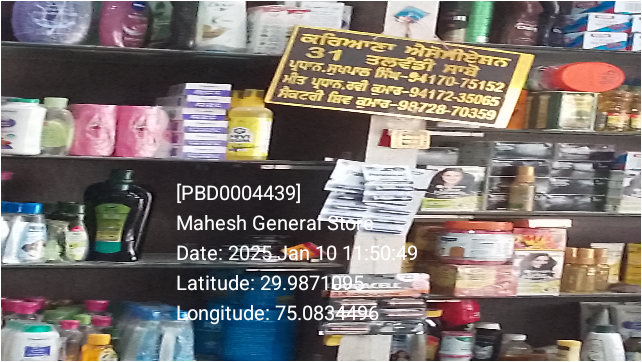 ਕਰਿਆਣਾ ਐਸੋਸੀਏਸ਼ਨ
31 ਤਲਵੰਡੀ ਸਾਬੋ
ਪ੍ਰਧਾਨ.ਸੁਖਪਾਲ ਸਿੰਘ-94170-75152
ਮੀਤ ਪ੍ਰਧਾਨ.ਰਵੀ ਕੁਮਾਰ-94172-35065
ਸੈਕਟਰੀ ਸ਼ਿਵ ਕੁਮਾਰ-98728-70359
[PBD0004439]
Mahesh General Store
Date: 2025 Jan 10 11:50:49
Latitude: 29.9871095
Longitude: 75.0834496